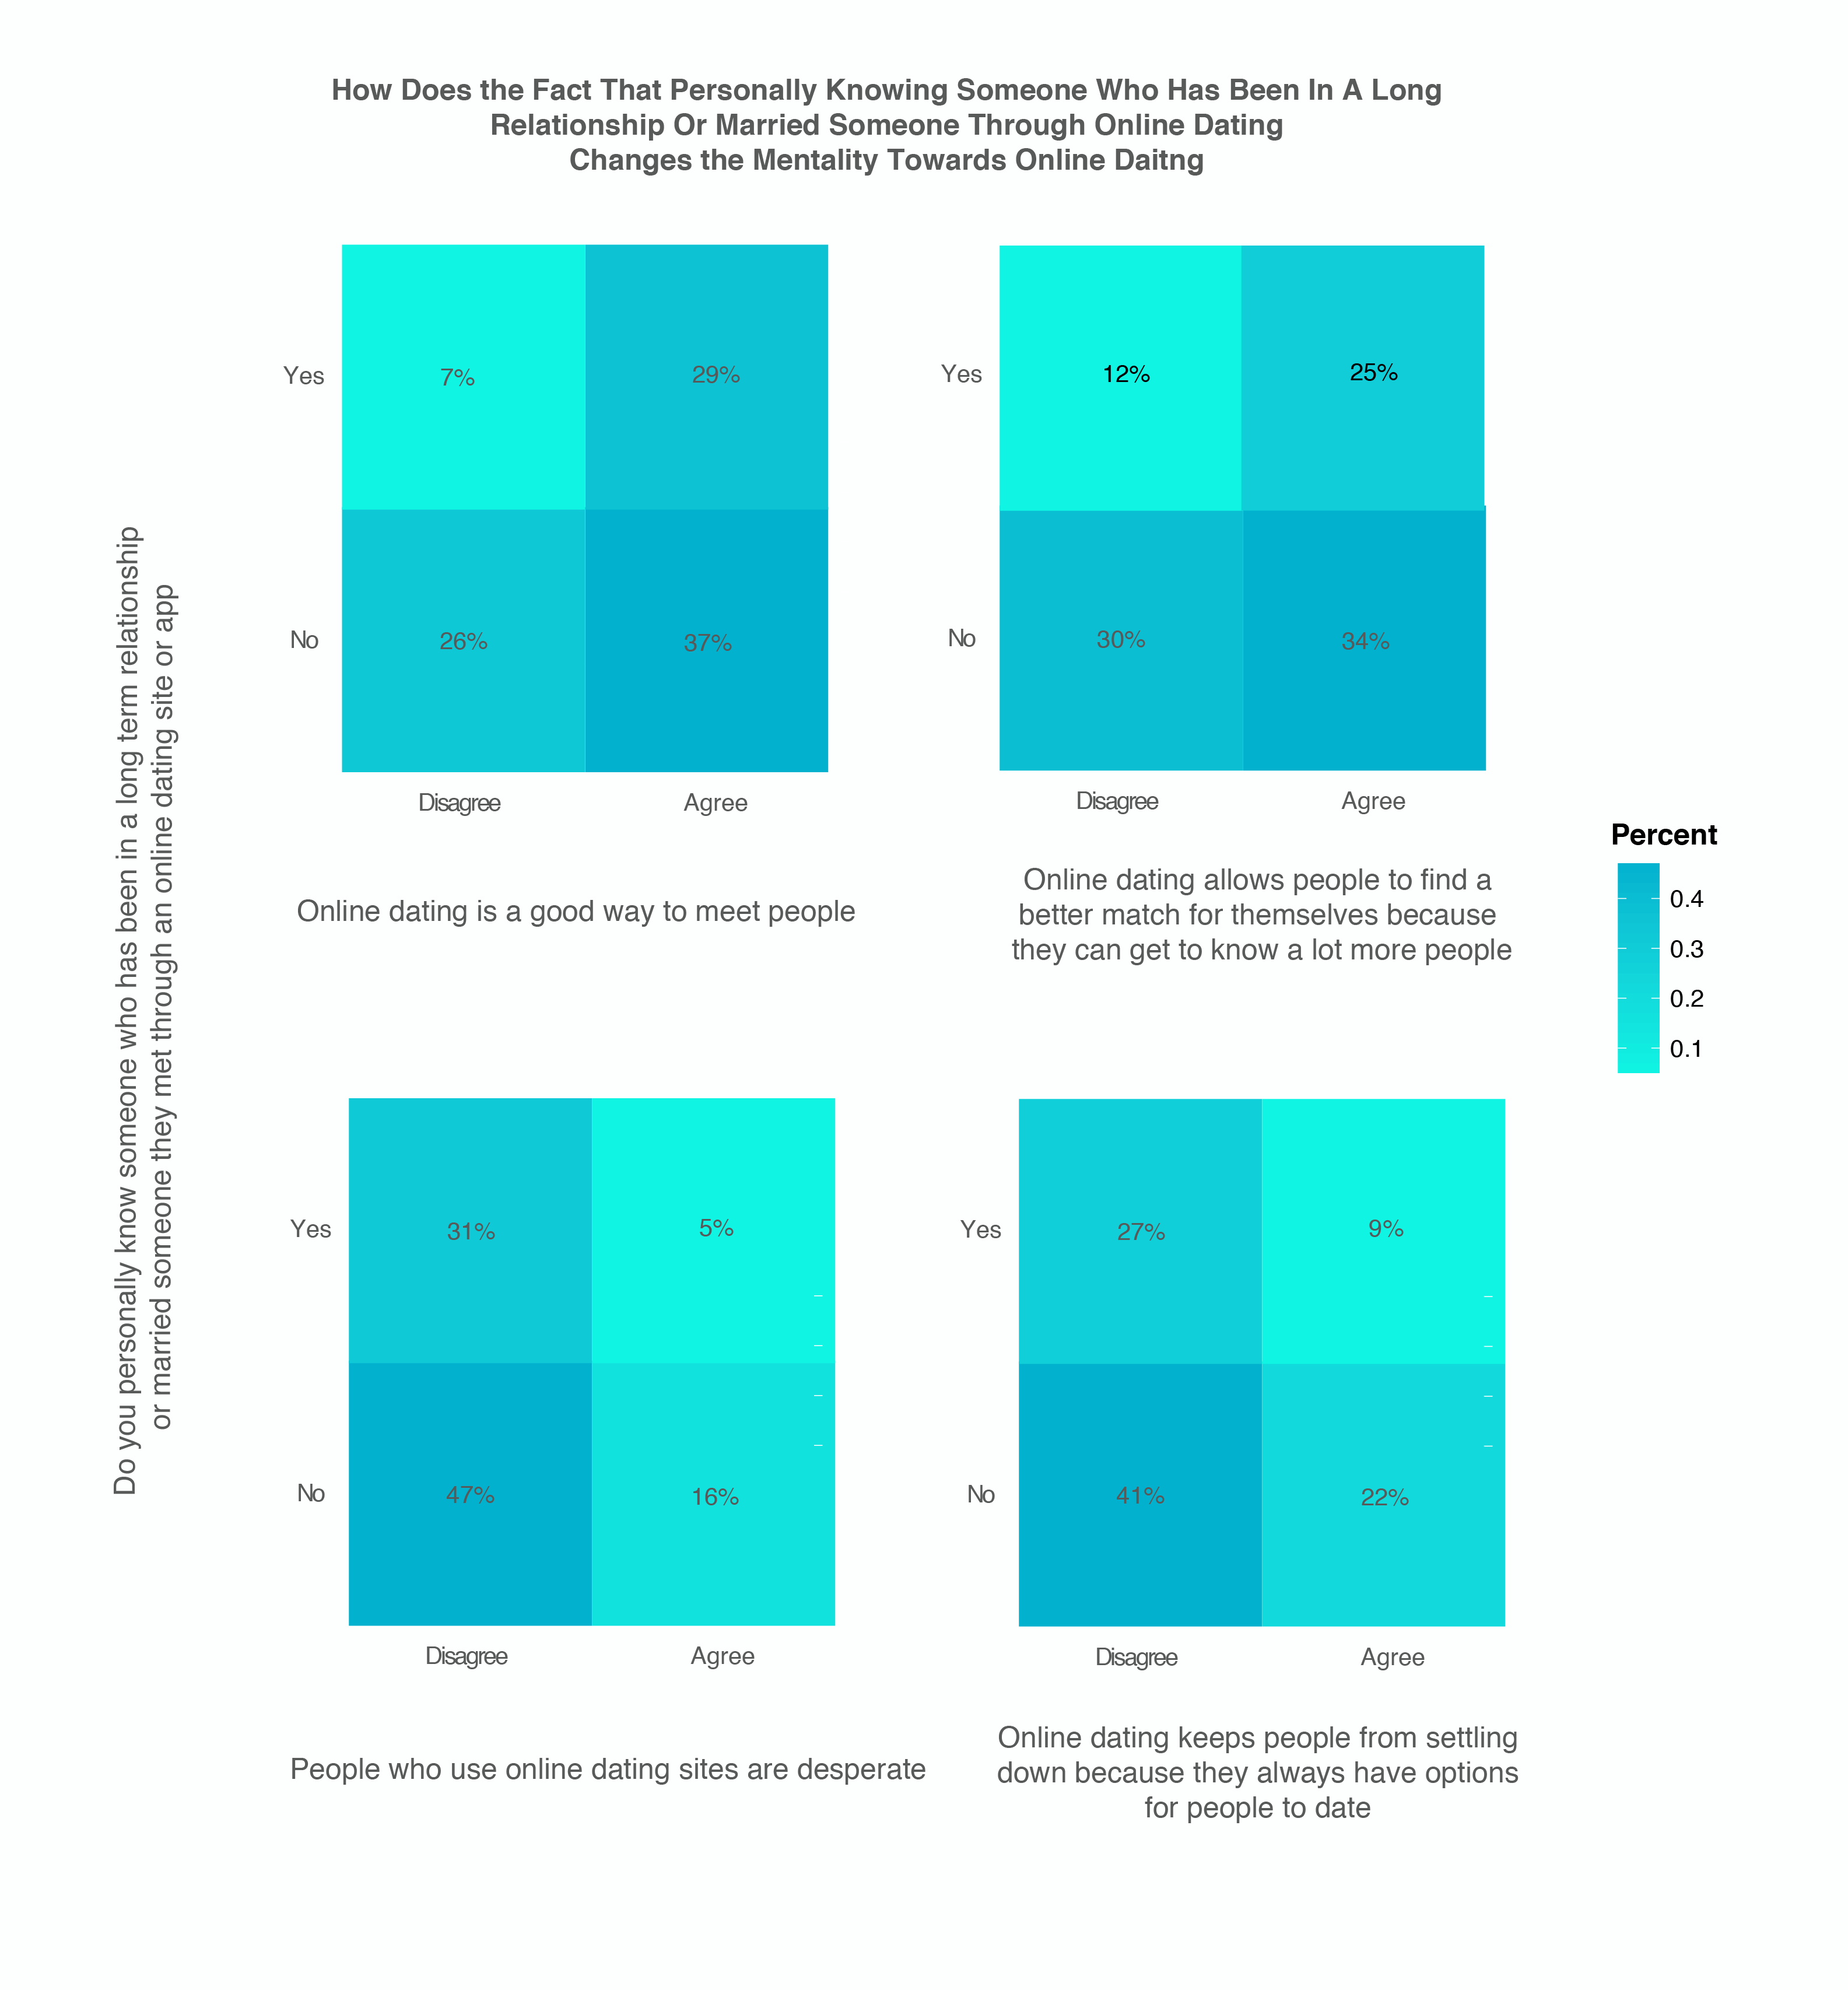 How Does the Fact That Personally Knowing Someone Who Has Been In A Long
Relationship Or Married Someone Through Online Dating
Changes the Mentality Towards Online Daitng
Do you personally know someone who has been in a long term relationship
or married someone they met through an online dating site or app
Yes
7%
29%
No
26%
37%
Disagree
Agree
Online dating is a good way to meet people
Yes
12%
25%
No
30%
34%
Disagree
Agree
Online dating allows people to find a
better match for themselves because
they can get to know a lot more people
Percent
0.4
0.3
0.2
0.1
Yes
31%
5%
No
47%
16%
Disagree
Agree
People who use online dating sites are desperate
Yes
27%
9%
No
41%
22%
Disagree
Agree
Online dating keeps people from settling
down because they always have options
for people to date